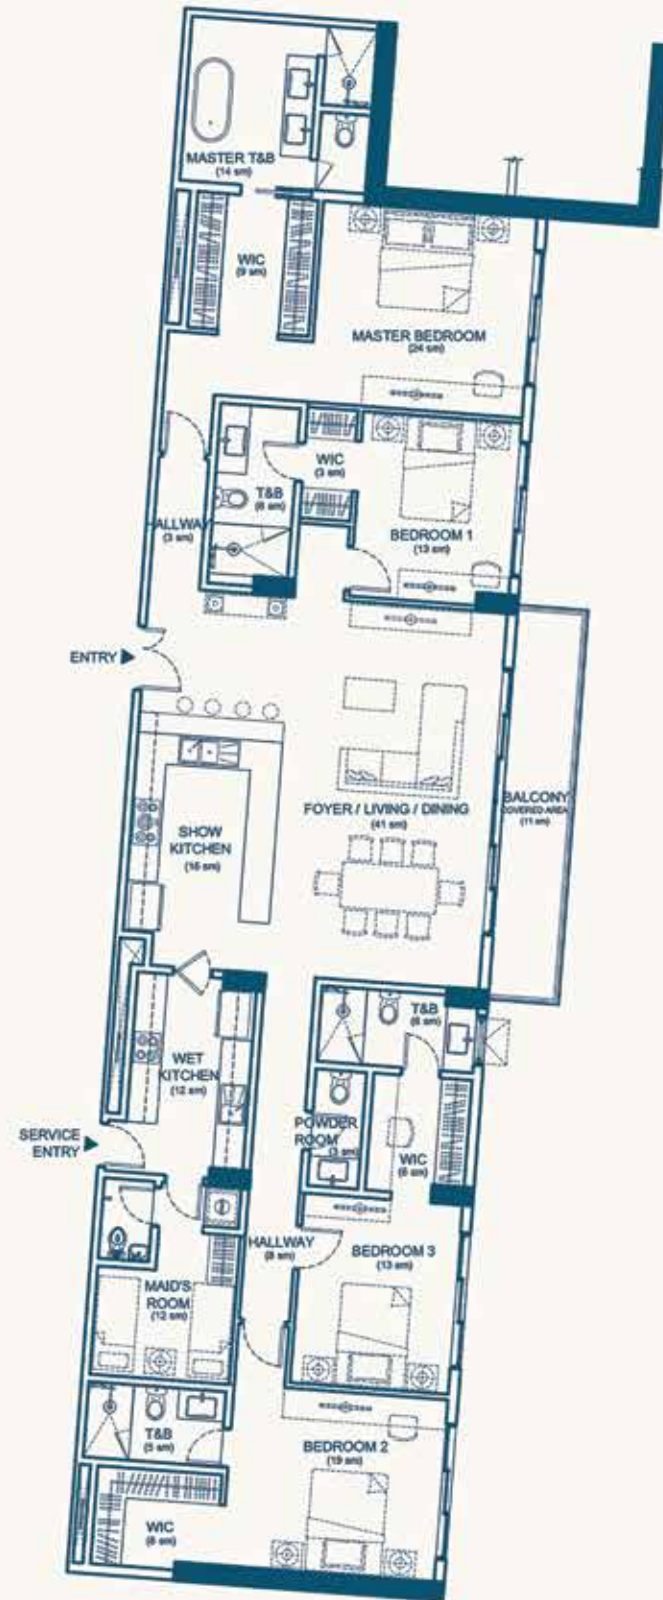 MASTER T&B
(14 sm)
WIC
(9 sm)
MASTER BEDROOM
(24 sm)
WIC
(3 sm)
T&B
(6 sm)
BEDROOM 1
(13 sm)
HALLWAY
(3 sm)
ENTRY
FOYER / LIVING / DINING
(41 sm)
BALCONY
COVERED AREA
(11 sm)
SHOW
KITCHEN
(16 sm)
T&B
(6 sm)
WET
KITCHEN
(12 sm)
POWDER
ROOM (3 sm)
WIC
(6 sm)
SERVICE
ENTRY
HALLWAY
(8 sm)
BEDROOM 3
(13 sm)
MAID'S
ROOM
(12 sm)
T&B
(5 sm)
BEDROOM 2
(19 sm)
WIC